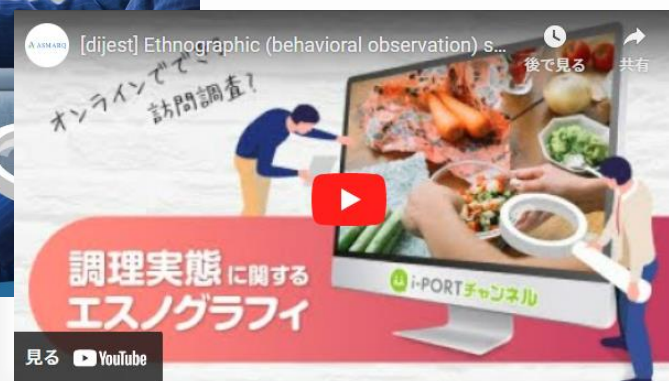 A ASMARQ
[dijest] Ethnographic (behavioral observation) s...
後で見る
共有
オンラインでできる
訪問調査?
調理実態に関する
エスノグラフィ
i-PORTチャンネル
見る YouTube